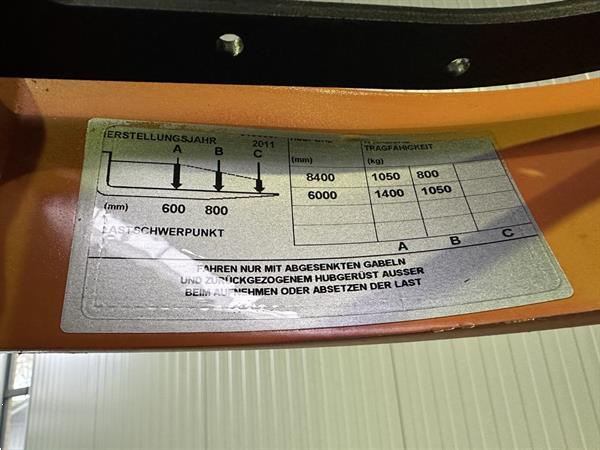 ERSTELLUNGSJAHR
2011
A B C
(mm) 600 800
LASTSCHWERPUNKT
TRAGFÄHIGKEIT
(mm) (kg)
8400 1050 800
6000 1400 1050
A B C
FAHREN NUR MIT ABGESENKTEN GABELN
UND ZURÜCKGEZOGENEM HUBGERÜST AUSSER
BEIM AUFNEHMEN ODER ABSETZEN DER LAST